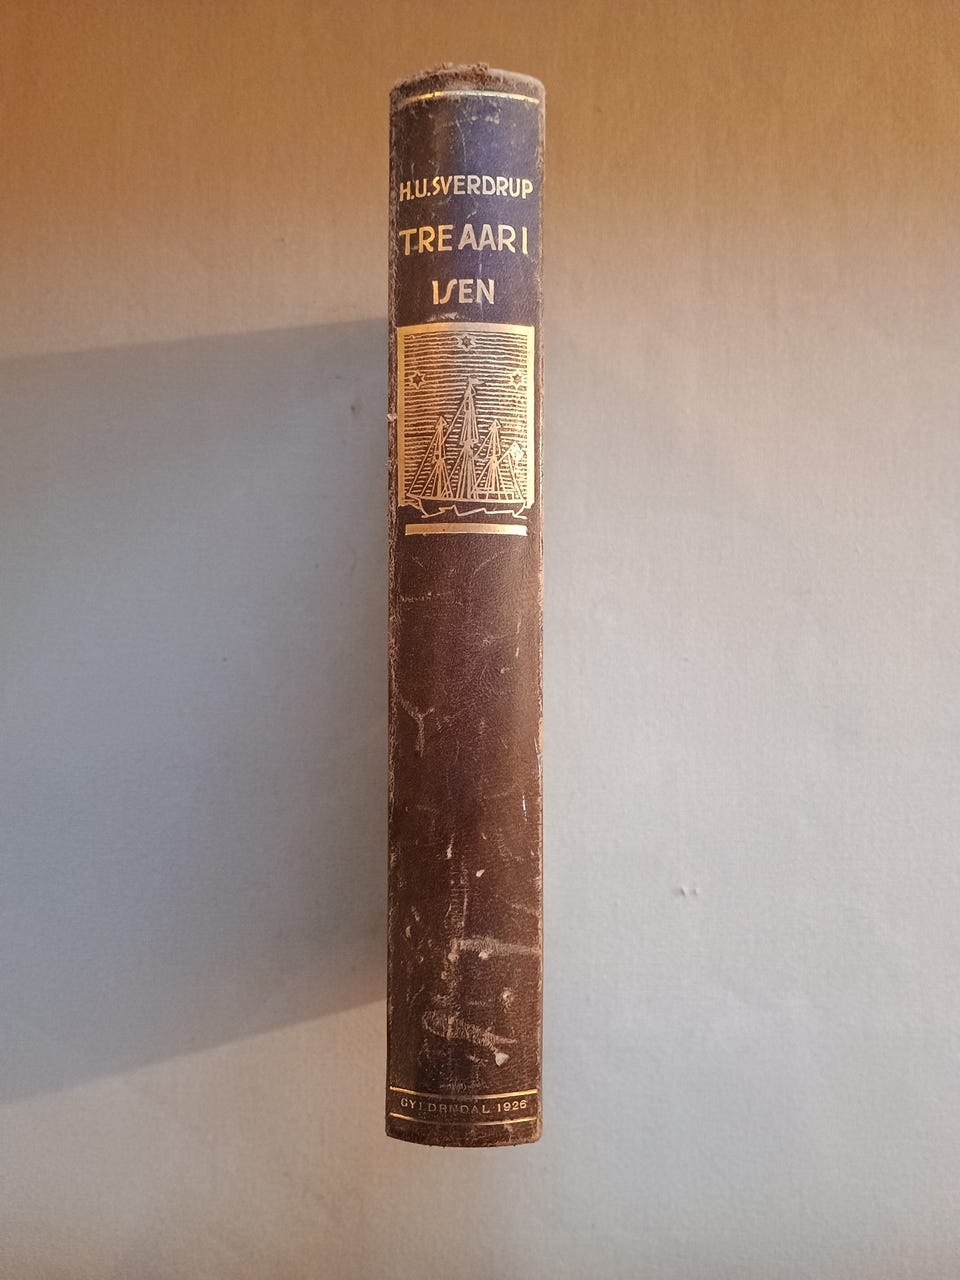 H.U.SVERDRUP
TRE AAR I
ISEN
GYLDENDAL 1926